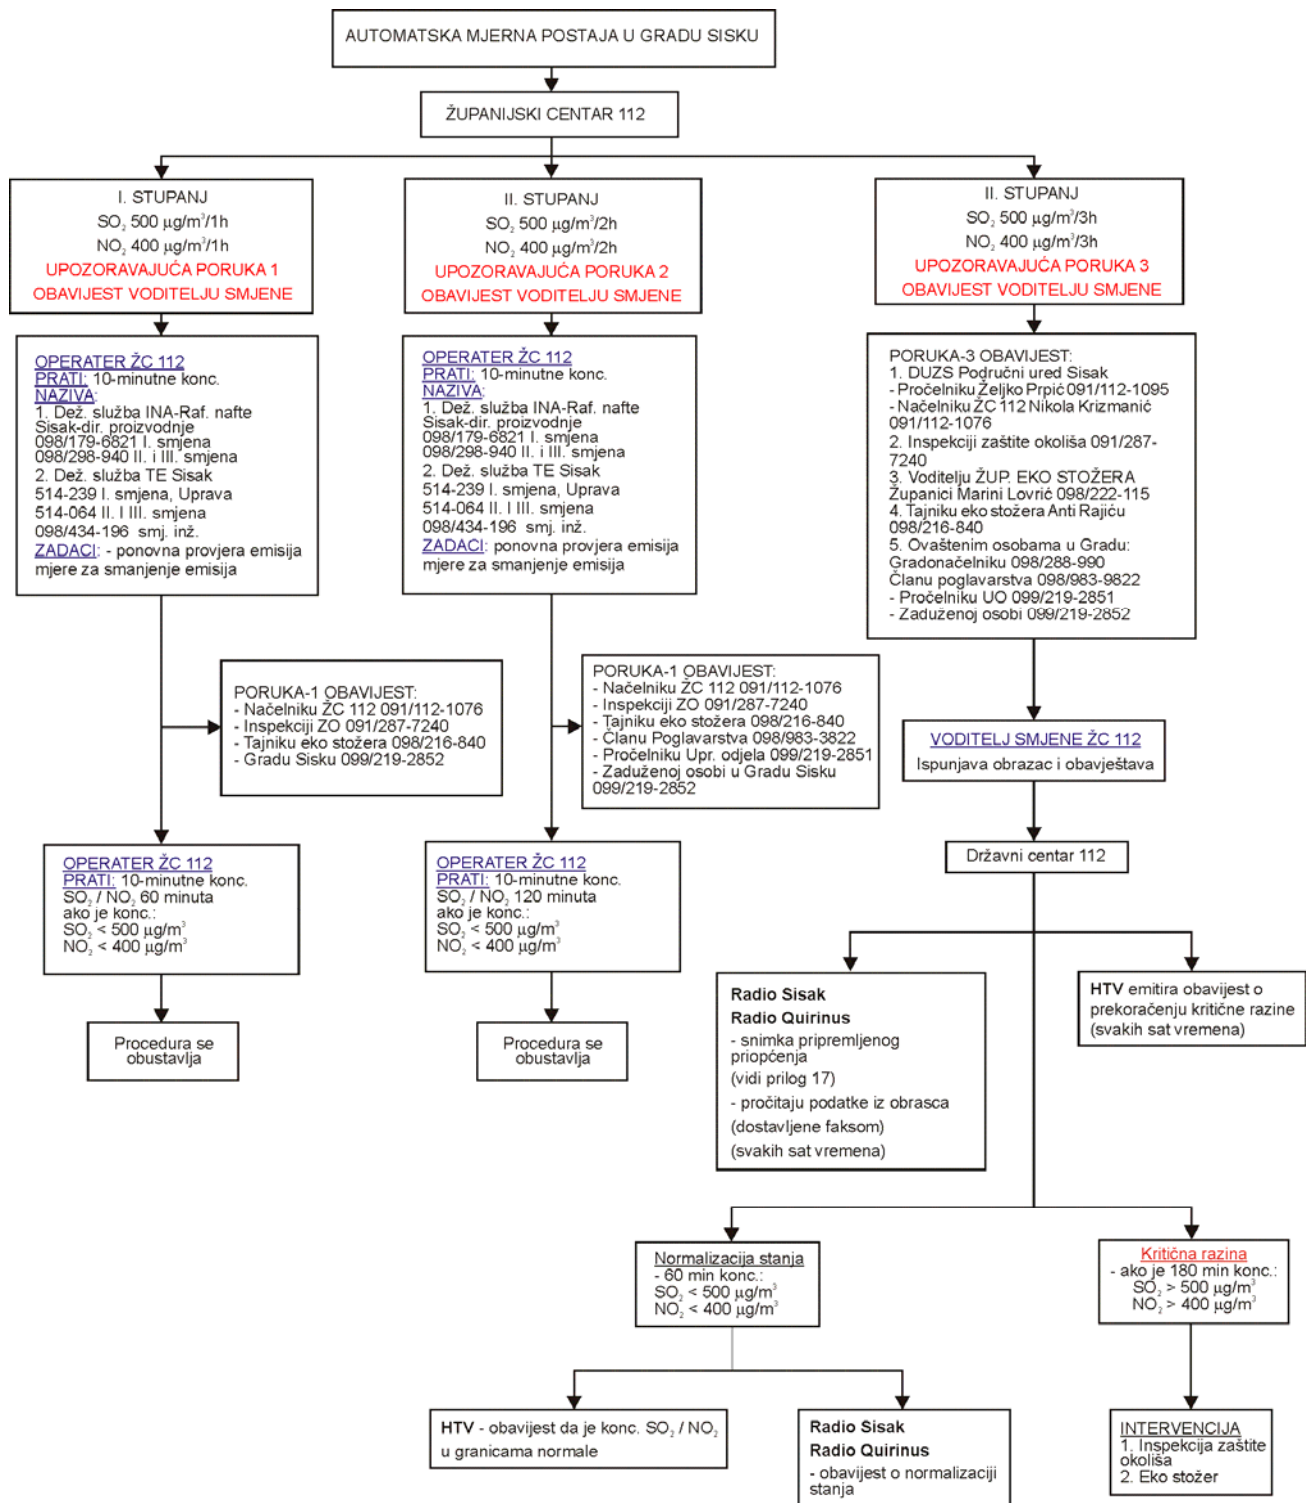 AUTOMATSKA MJERNA POSTAJA U GRADU SISKU
ŽUPANIJSKI CENTAR 112
I. STUPANJ
SO₂ 500 µg/m³/1h
NO₂ 400 µg/m³/1h
UPOZORAVAJUĆA PORUKA 1
OBAVIJEST VODITELJU SMJENE
II. STUPANJ
SO₂ 500 µg/m³/2h
NO₂ 400 µg/m³/2h
UPOZORAVAJUĆA PORUKA 2
OBAVIJEST VODITELJU SMJENE
II. STUPANJ
SO₂ 500 µg/m³/3h
NO₂ 400 µg/m³/3h
UPOZORAVAJUĆA PORUKA 3
OBAVIJEST VODITELJU SMJENE
OPERATER ŽC 112
PRATI: 10-minutne konc.
NAZIVA:
1. Dež. služba INA-Raf. nafte
Sisak-dir. proizvodnje
098/179-6821 I. smjena
098/298-940 II. i III. smjena
2. Dež. služba TE Sisak
514-239 I. smjena, Uprava
514-064 II. I III. smjena
098/434-196 smj. inž.
ZADACI: - ponovna provjera emisija
mjere za smanjenje emisija
OPERATER ŽC 112
PRATI: 10-minutne konc.
NAZIVA:
1. Dež. služba INA-Raf. nafte
Sisak-dir. proizvodnje
098/179-6821 I. smjena
098/298-940 II. i III. smjena
2. Dež. služba TE Sisak
514-239 I. smjena, Uprava
514-064 II. I III. smjena
098/434-196 smj. inž.
ZADACI: ponovna provjera emisija
mjere za smanjenje emisija
PORUKA-3 OBAVIJEST:
1. DUZS Područni ured Sisak
- Pročelniku Željko Prpić 091/112-1095
- Načelniku ŽC 112 Nikola Krizmanić
091/112-1076
2. Inspekciji zaštite okoliša 091/287-
7240
3. Voditelju ŽUP. EKO STOŽERA
Županici Marini Lovrić 098/222-115
4. Tajniku eko stožera Anti Rajiću
098/216-840
5. Ovaštenim osobama u Gradu:
Gradonačelniku 098/288-990
Članu poglavarstva 098/983-9822
- Pročelniku UO 099/219-2851
- Zaduženoj osobi 099/219-2852
PORUKA-1 OBAVIJEST:
- Načelniku ŽC 112 091/112-1076
- Inspekciji ZO 091/287-7240
- Tajniku eko stožera 098/216-840
- Gradu Sisku 099/219-2852
PORUKA-1 OBAVIJEST:
- Načelniku ŽC 112 091/112-1076
- Inspekciji ZO 091/287-7240
- Tajniku eko stožera 098/216-840
- Članu Poglavarstva 098/983-3822
- Pročelniku Upr. odjela 099/219-2851
- Zaduženoj osobi u Gradu Sisku
099/219-2852
VODITELJ SMJENE ŽC 112
Ispunjava obrazac i obavještava
OPERATER ŽC 112
PRATI: 10-minutne konc.
SO₂ / NO₂ 60 minuta
ako je konc.:
SO₂ < 500 µg/m³
NO₂ < 400 µg/m³
OPERATER ŽC 112
PRATI: 10-minutne konc.
SO₂ / NO₂ 120 minuta
ako je konc.:
SO₂ < 500 µg/m³
NO₂ < 400 µg/m³
Državni centar 112
Procedura se
obustavlja
Procedura se
obustavlja
Radio Sisak
Radio Quirinus
- snimka pripremljenog
priopćenja
(vidi prilog 17)
- pročitaju podatke iz obrasca
(dostavljene faksom)
(svakih sat vremena)
HTV emitira obavijest o
prekoračenju kritične razine
(svakih sat vremena)
Normalizacija stanja
- 60 min konc.:
SO₂ < 500 µg/m³
NO₂ < 400 µg/m³
Kritična razina
- ako je 180 min konc.:
SO₂ > 500 µg/m³
NO₂ > 400 µg/m³
HTV - obavijest da je konc. SO₂ / NO₂
u granicama normale
Radio Sisak
Radio Quirinus
- obavijest o normalizaciji
stanja
INTERVENCIJA
1. Inspekcija zaštite
okoliša
2. Eko stožer